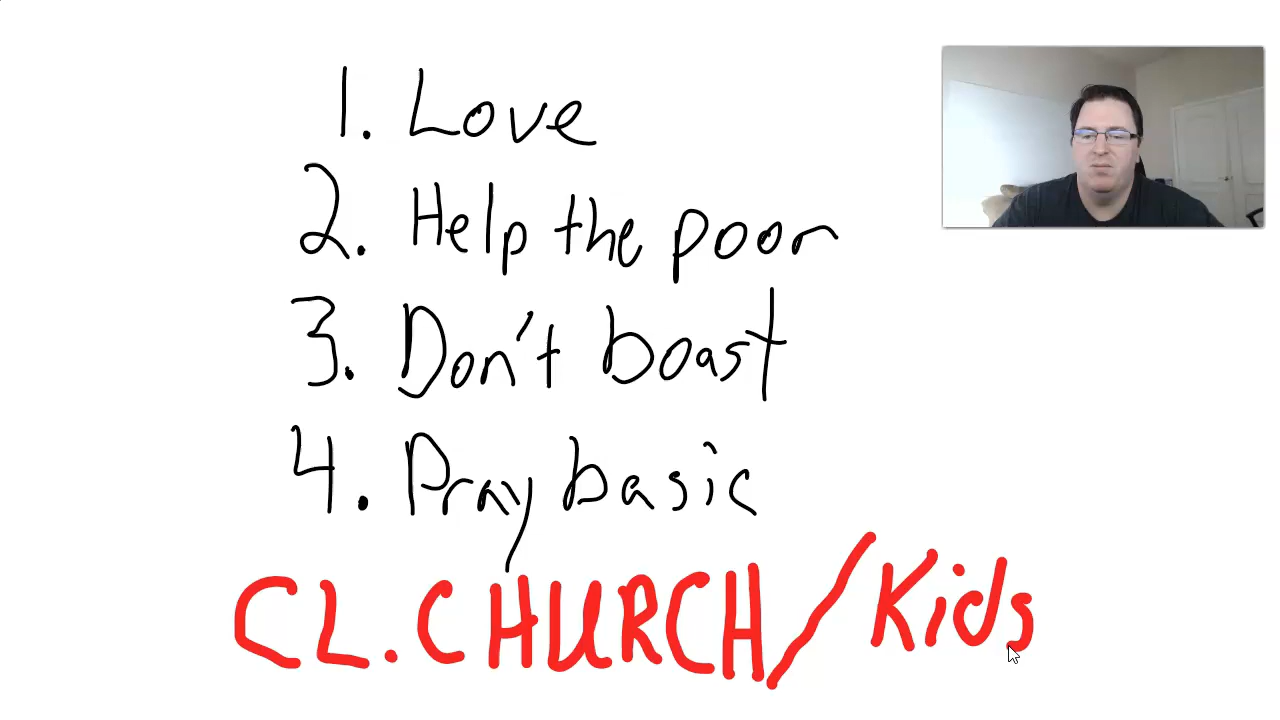 1. Love
2. Help the poor
3. Don't boast
4. Pray basic
CL.CHURCH/Kids